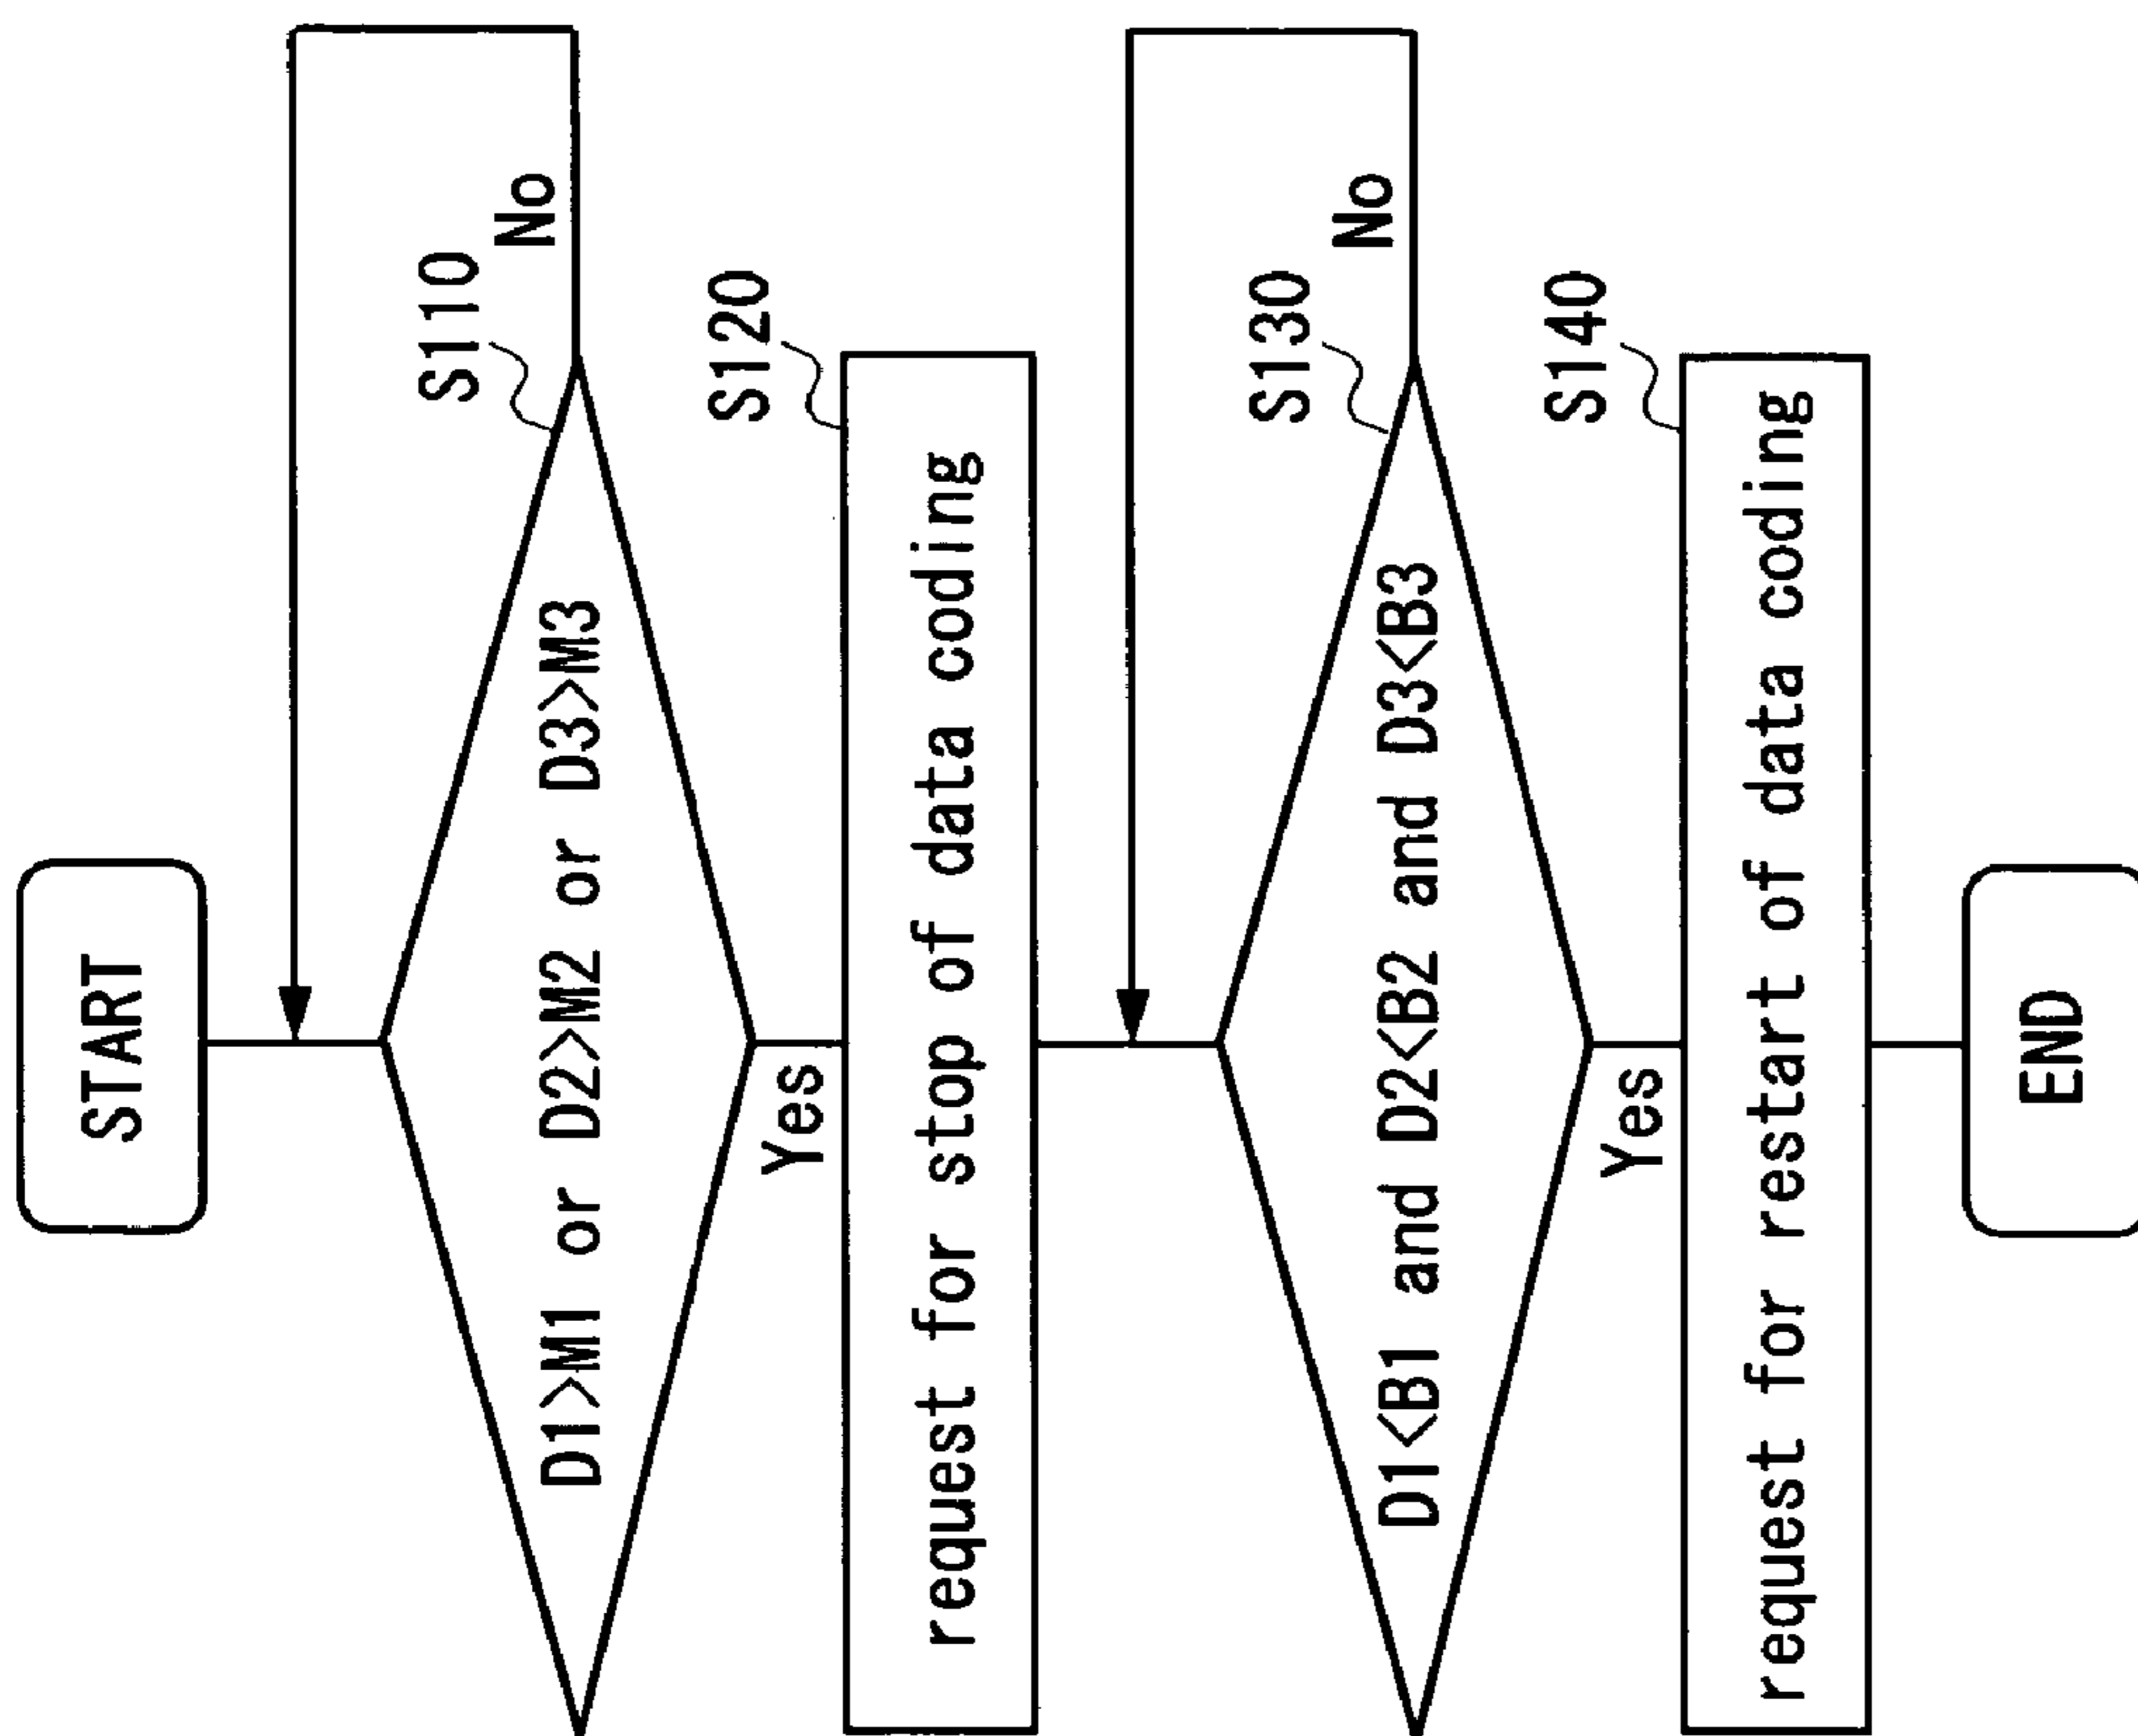 START
S110
D1>M1 or D2>M2 or D3>M3
No
Yes
S120
request for stop of data coding
S130
D1<B1 and D2<B2 and D3<B3
No
Yes
S140
request for restart of data coding
END